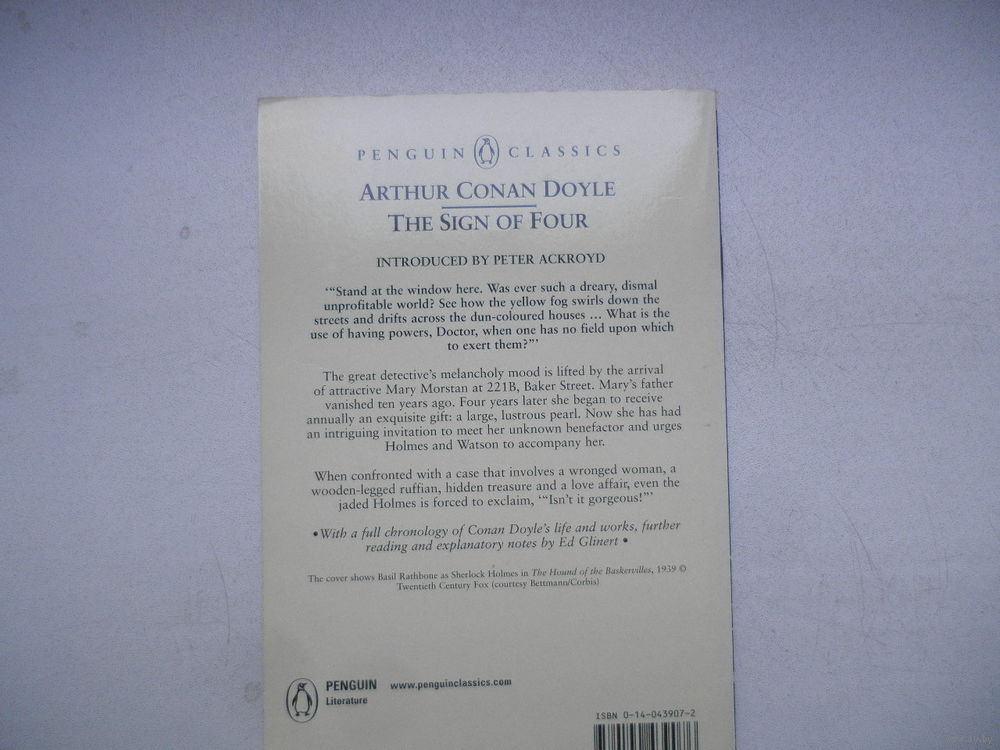 PENGUIN CLASSICS
ARTHUR CONAN DOYLE
THE SIGN OF FOUR
INTRODUCED BY PETER ACKROYD
‘“Stand at the window here. Was ever such a dreary, dismal
unprofitable world? See how the yellow fog swirls down the
streets and drifts across the dun-coloured houses … What is the
use of having powers, Doctor, when one has no field upon which
to exert them?”’
The great detective’s melancholy mood is lifted by the arrival
of attractive Mary Morstan at 221B, Baker Street. Mary’s father
vanished ten years ago. Four years later she began to receive
annually an exquisite gift: a large, lustrous pearl. Now she has had
an intriguing invitation to meet her unknown benefactor and urges
Holmes and Watson to accompany her.
When confronted with a case that involves a wronged woman, a
wooden-legged ruffian, hidden treasure and a love affair, even the
jaded Holmes is forced to exclaim, ‘“Isn’t it gorgeous!”’
• With a full chronology of Conan Doyle’s life and works, further
reading and explanatory notes by Ed Glinert •
The cover shows Basil Rathbone as Sherlock Holmes in The Hound of the Baskervilles, 1939 ©
Twentieth Century Fox (courtesy Bettmann/Corbis)
PENGUIN www.penguinclassics.com
Literature
ISBN 0-14-043907-2